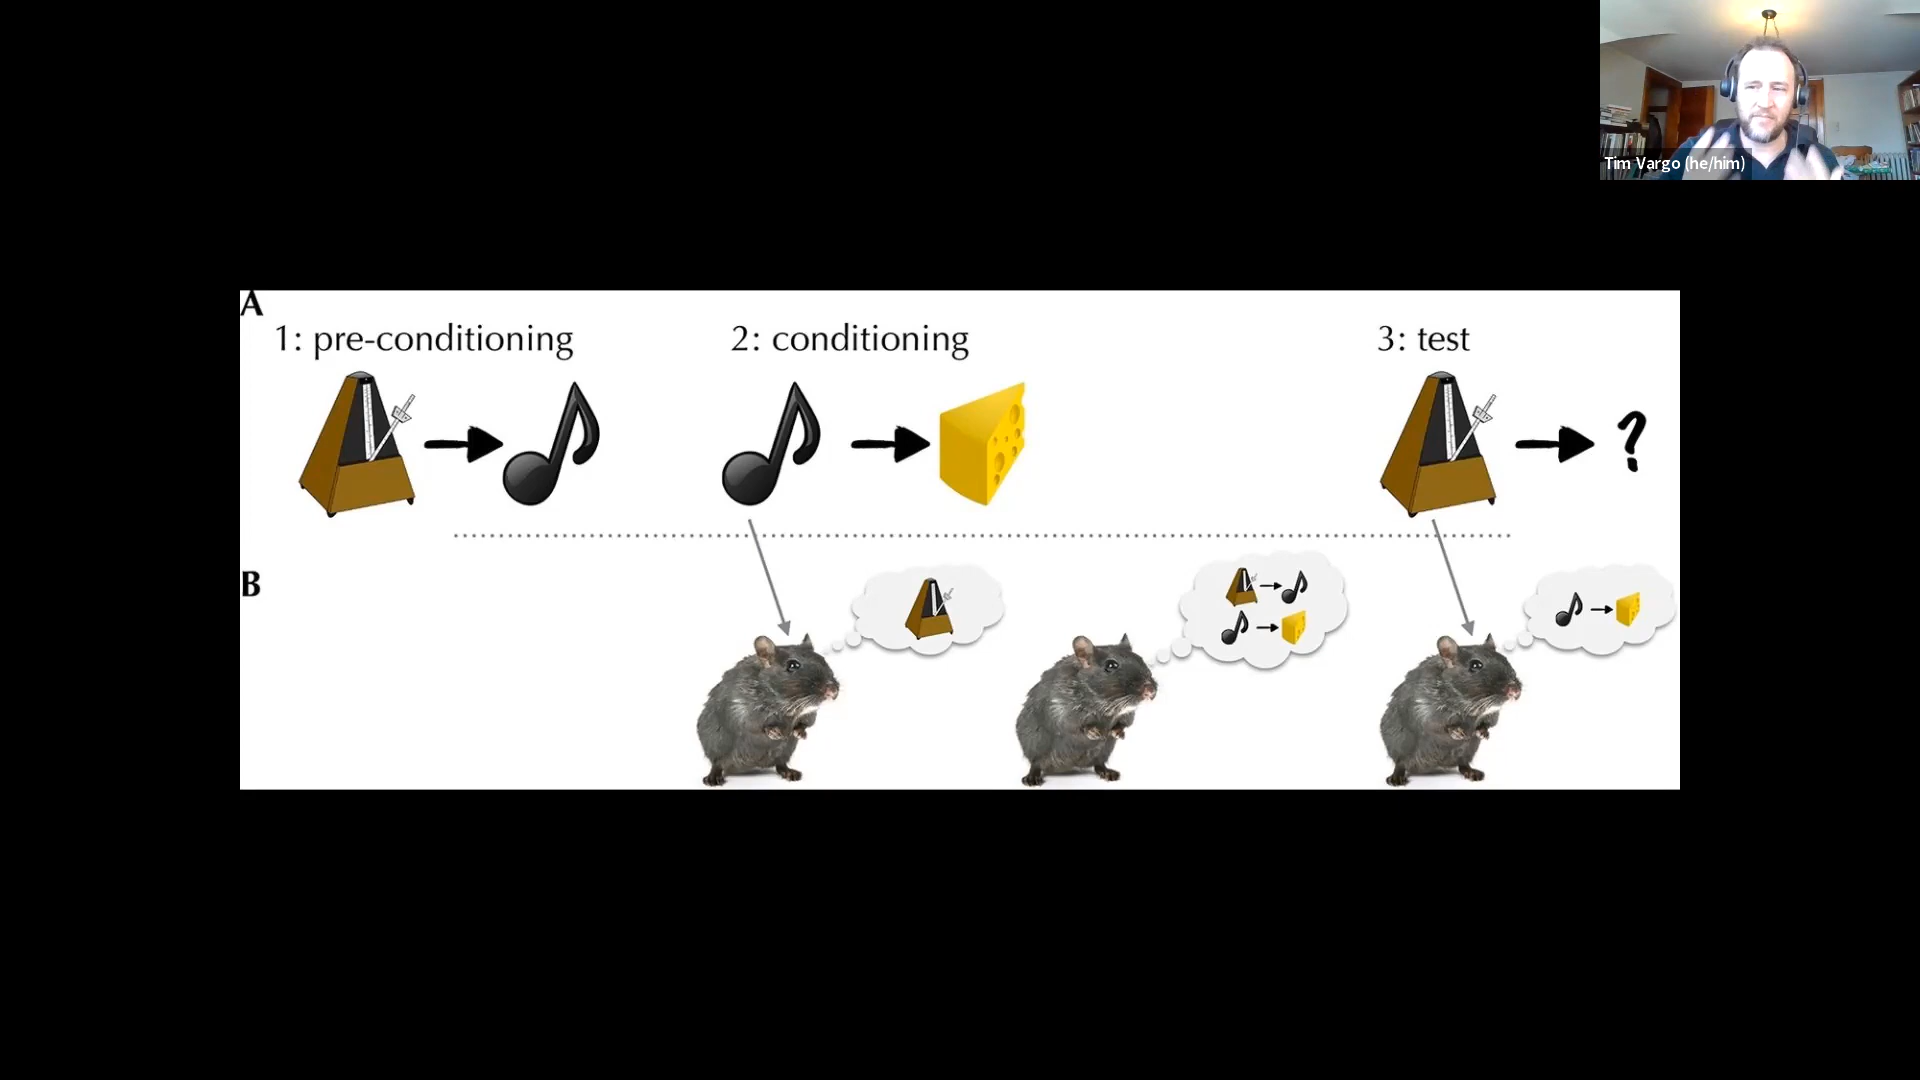 Tim Vargo (he/him)
A
1: pre-conditioning
2: conditioning
3: test
?
B